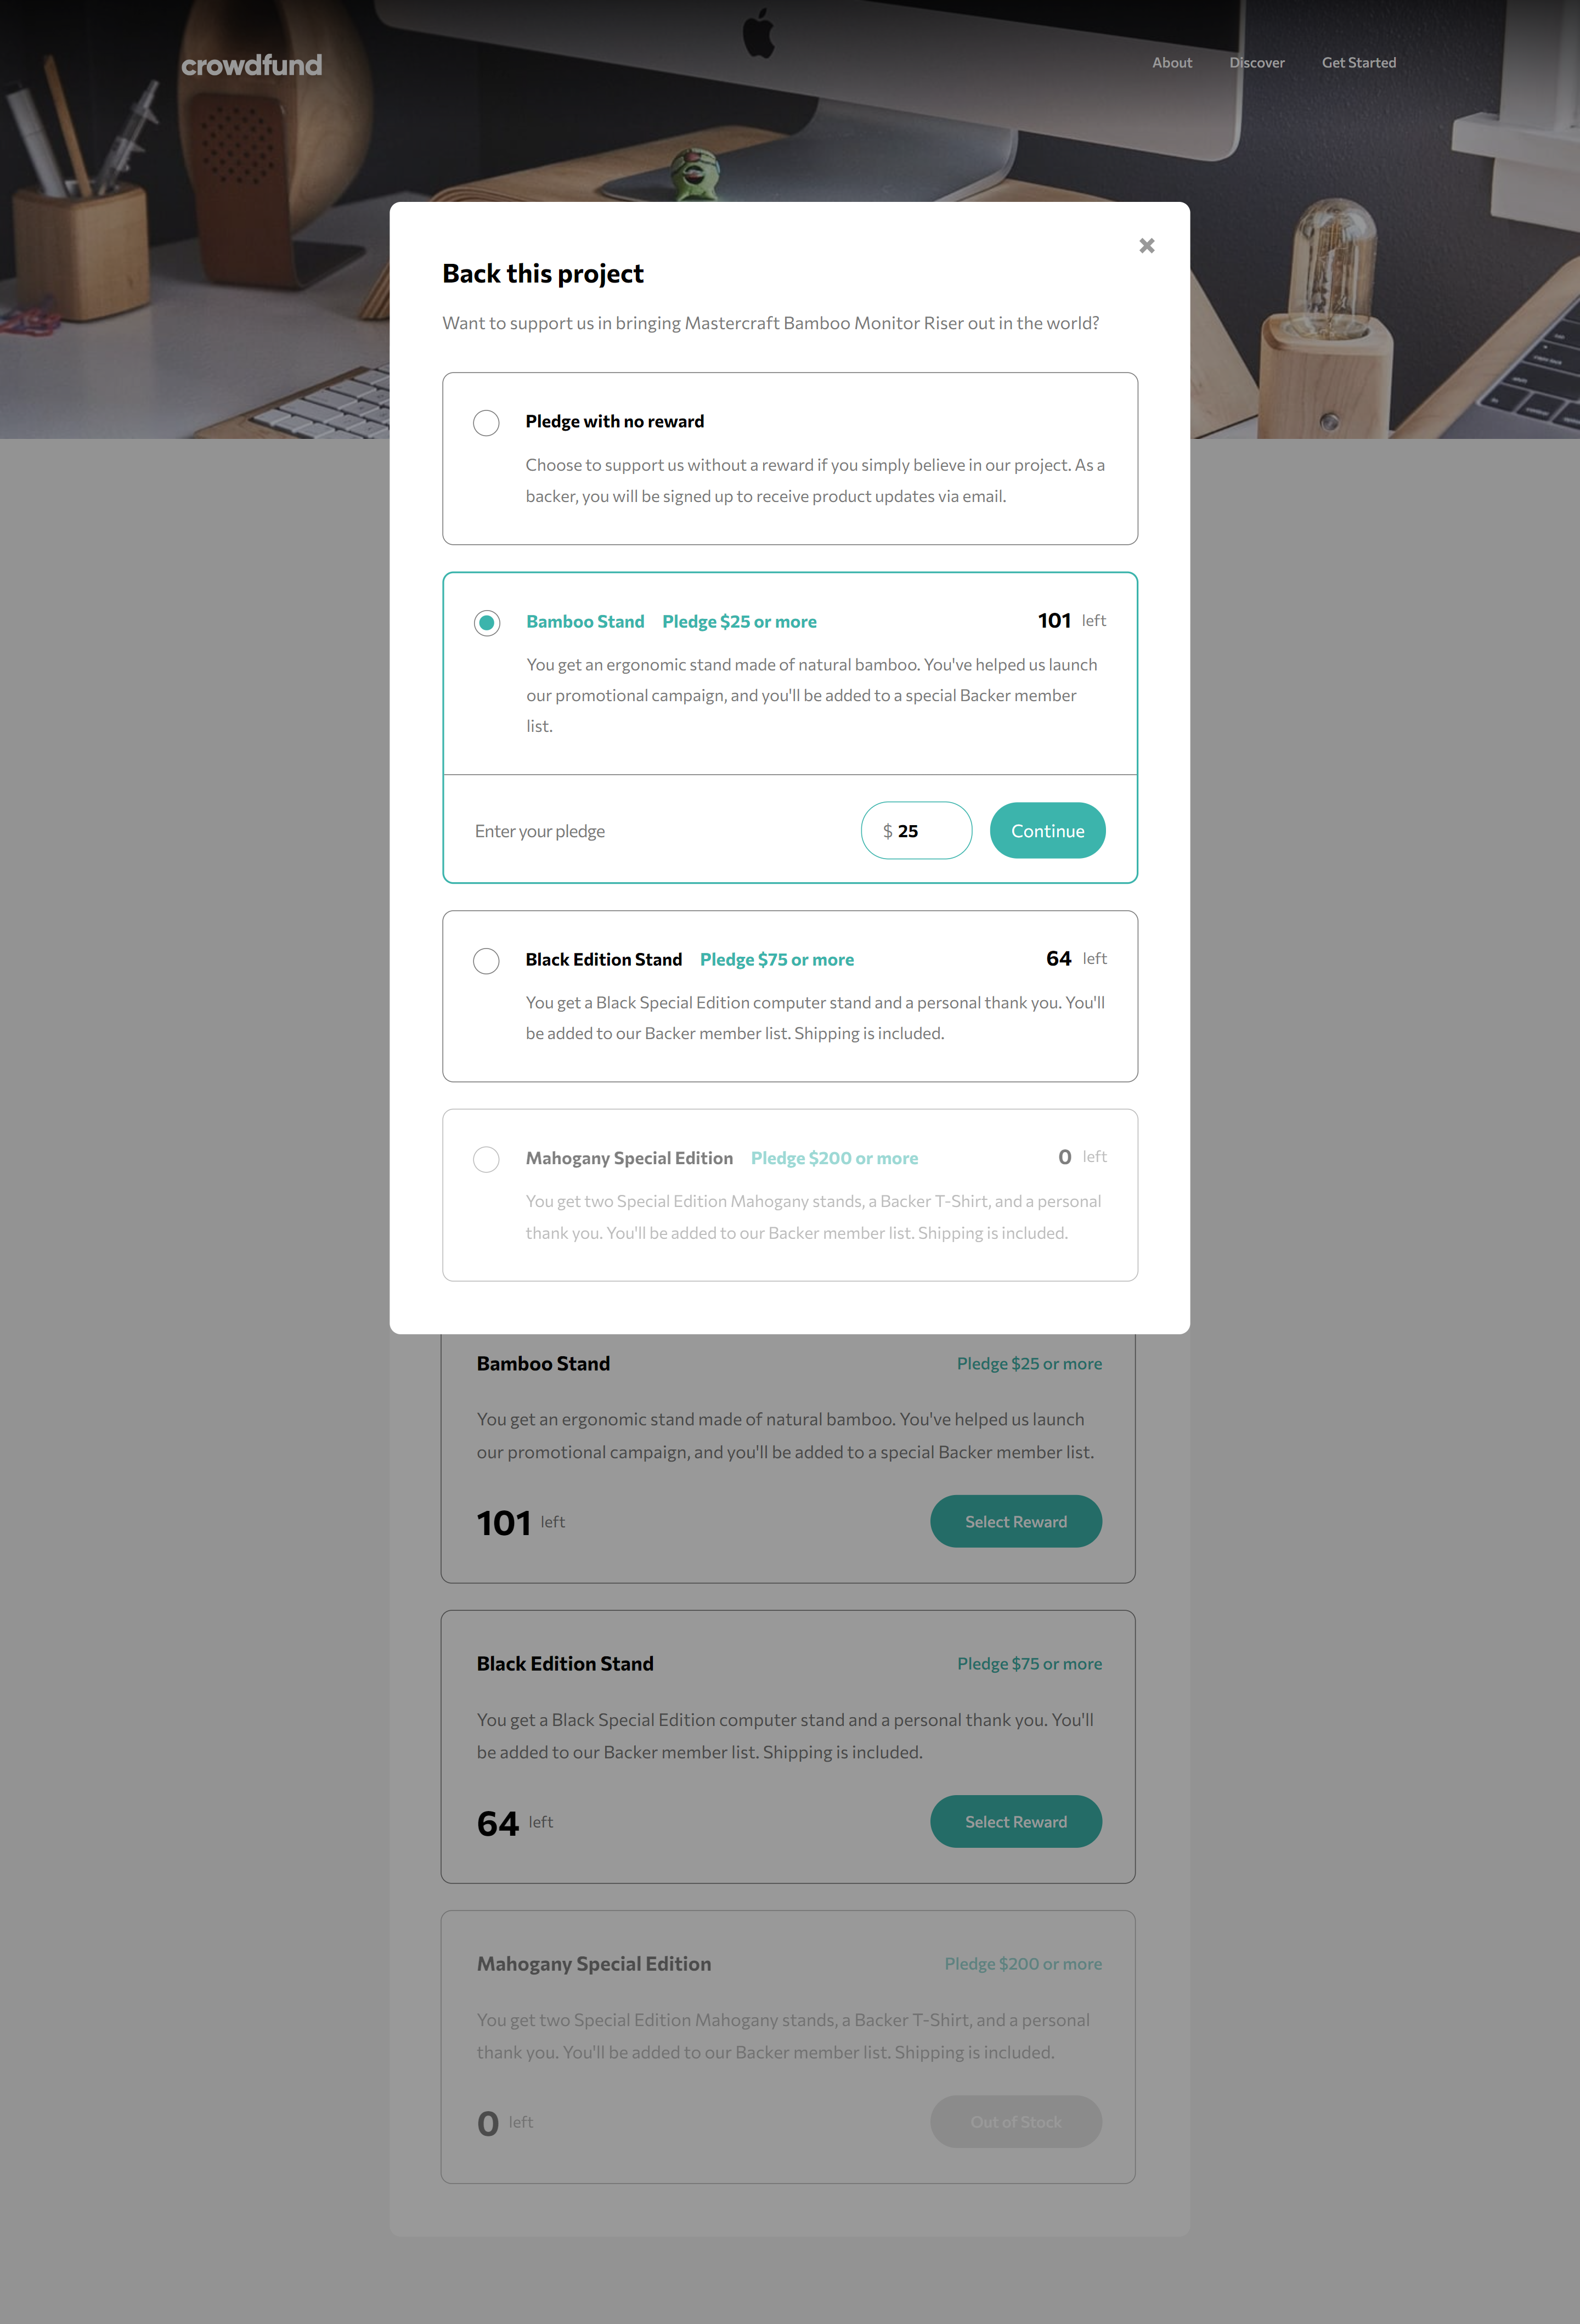 crowdfund
About
Discover
Get Started
Back this project
Want to support us in bringing Mastercraft Bamboo Monitor Riser out in the world?
Pledge with no reward
Choose to support us without a reward if you simply believe in our project. As a
backer, you will be signed up to receive product updates via email.
Bamboo Stand Pledge $25 or more 101 left
You get an ergonomic stand made of natural bamboo. You've helped us launch
our promotional campaign, and you'll be added to a special Backer member
list.
Enter your pledge $ 25 Continue
Black Edition Stand Pledge $75 or more 64 left
You get a Black Special Edition computer stand and a personal thank you. You'll
be added to our Backer member list. Shipping is included.
Mahogany Special Edition Pledge $200 or more 0 left
You get two Special Edition Mahogany stands, a Backer T-Shirt, and a personal
thank you. You'll be added to our Backer member list. Shipping is included.
Bamboo Stand Pledge $25 or more
You get an ergonomic stand made of natural bamboo. You've helped us launch
our promotional campaign, and you'll be added to a special Backer member list.
101 left Select Reward
Black Edition Stand Pledge $75 or more
You get a Black Special Edition computer stand and a personal thank you. You'll
be added to our Backer member list. Shipping is included.
64 left Select Reward
Mahogany Special Edition Pledge $200 or more
You get two Special Edition Mahogany stands, a Backer T-Shirt, and a personal
thank you. You'll be added to our Backer member list. Shipping is included.
0 left Out of Stock